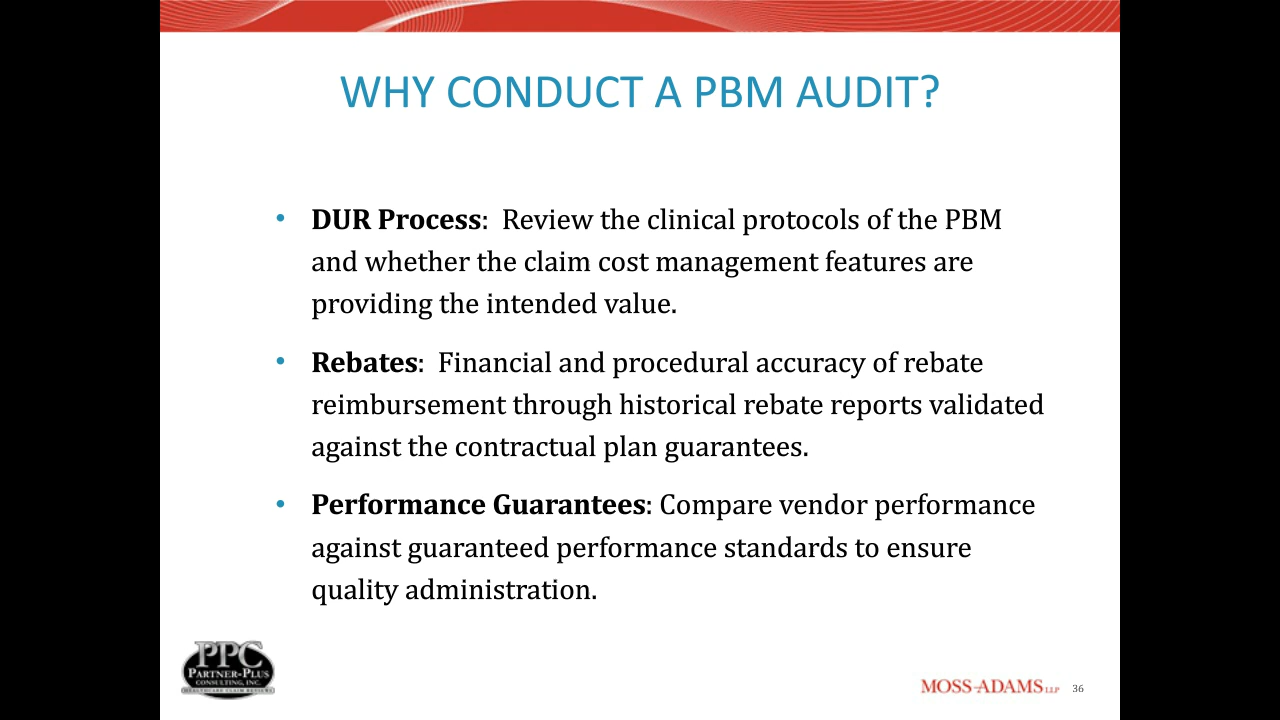 WHY CONDUCT A PBM AUDIT?
• DUR Process:  Review the clinical protocols of the PBM
and whether the claim cost management features are
providing the intended value.
• Rebates:  Financial and procedural accuracy of rebate
reimbursement through historical rebate reports validated
against the contractual plan guarantees.
• Performance Guarantees: Compare vendor performance
against guaranteed performance standards to ensure
quality administration.
PPC
PARTNER-PLUS
CONSULTING, INC.
HEALTHCARE CLAIM REVIEWS
MOSS-ADAMS LLP
36